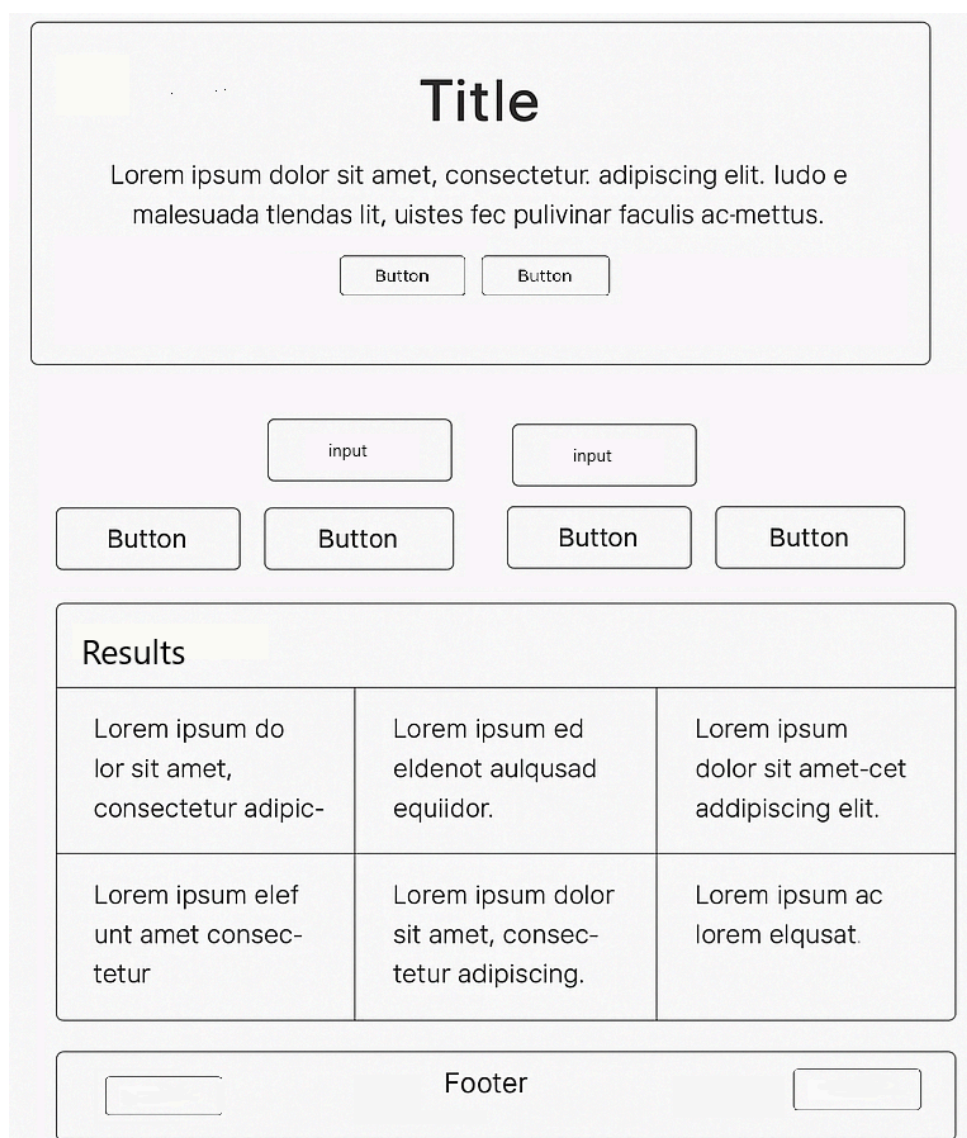 Title
Lorem ipsum dolor sit amet, consectetur. adipiscing elit. ludo e
malesuada tlendas lit, uistes fec pulivinar faculis ac-mettus.
Button Button
input input
Button Button Button Button
Results
Lorem ipsum do
lor sit amet,
consectetur adipic-
Lorem ipsum ed
eldenot aulqusad
equiidor.
Lorem ipsum
dolor sit amet-cet
addipiscing elit.
Lorem ipsum elef
unt amet consec-
tetur
Lorem ipsum dolor
sit amet, consec-
tetur adipiscing.
Lorem ipsum ac
lorem elqusat.
Footer